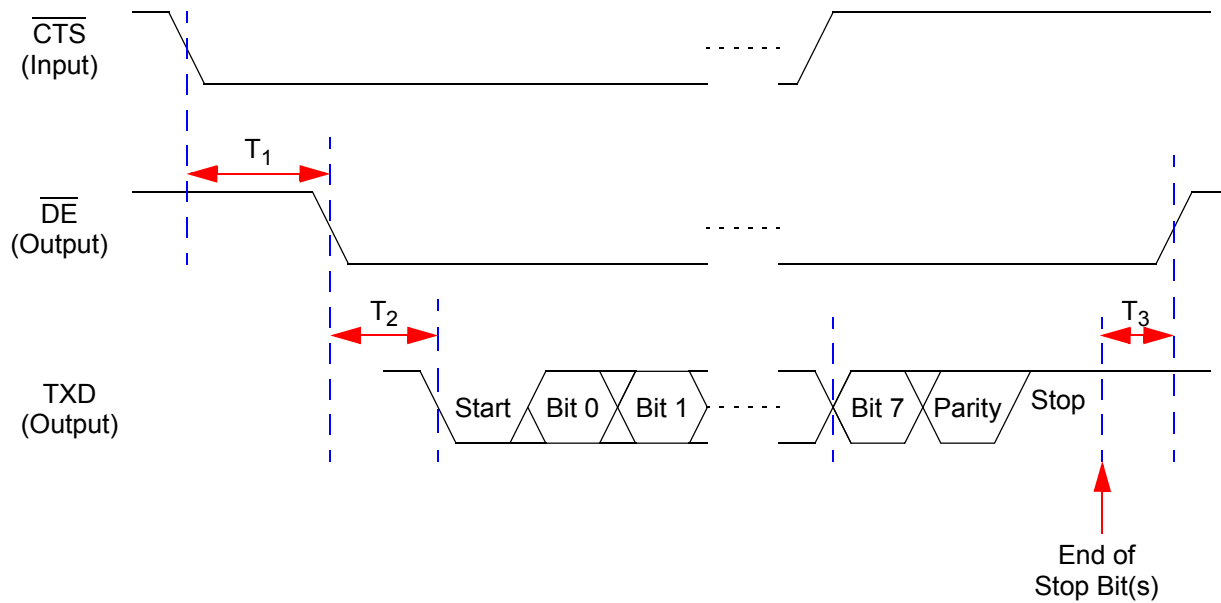 CTS
(Input)
T1
DE
(Output)
T2
T3
TXD
(Output)
Start
Bit 0
Bit 1
Bit 7
Parity
Stop
End of
Stop Bit(s)